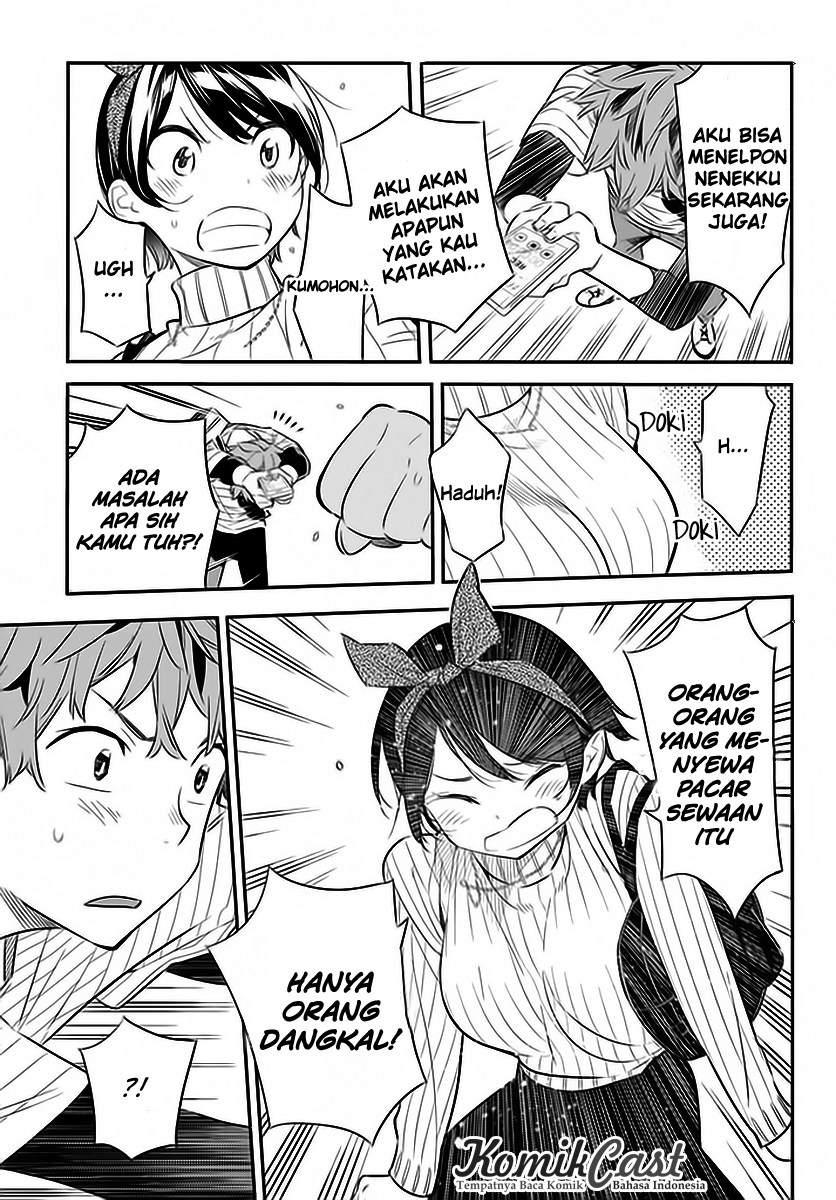 AKU BISA
MENELPON
NENEKKU
SEKARANG
JUGA!
AKU AKAN
MELAKUKAN
APAPUN
YANG KAU
KATAKAN...
KUMOHON...
UGH
...
H...
DOKI
DOKI
Haduh!
ADA
MASALAH
APA SIH
KAMU TUH?!
ORANG-
ORANG
YANG ME-
NYEWA
PACAR
SEWAAN
ITU
HANYA
ORANG
DANGKAL!
?!
KomikCast
Tempatnya Baca Komik Bahasa Indonesia